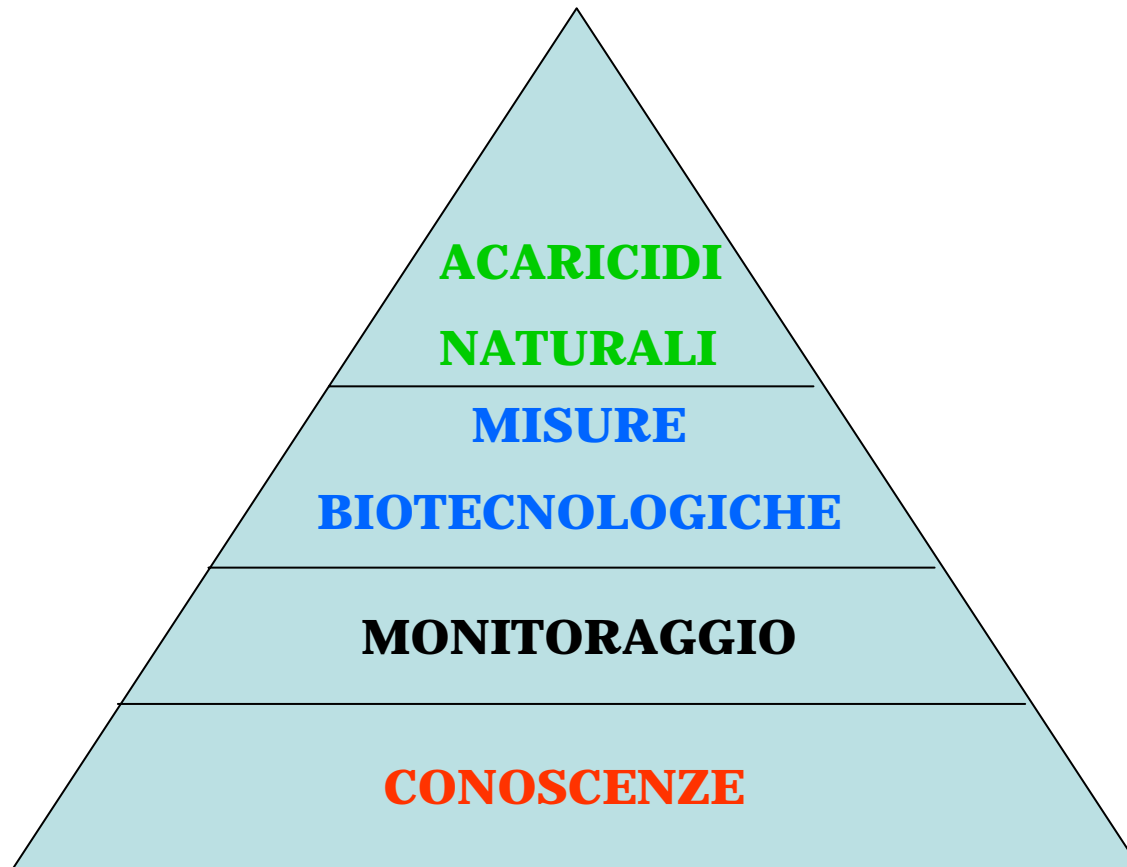 ACARICIDI
NATURALI
MISURE
BIOTECNOLOGICHE
MONITORAGGIO
CONOSCENZE